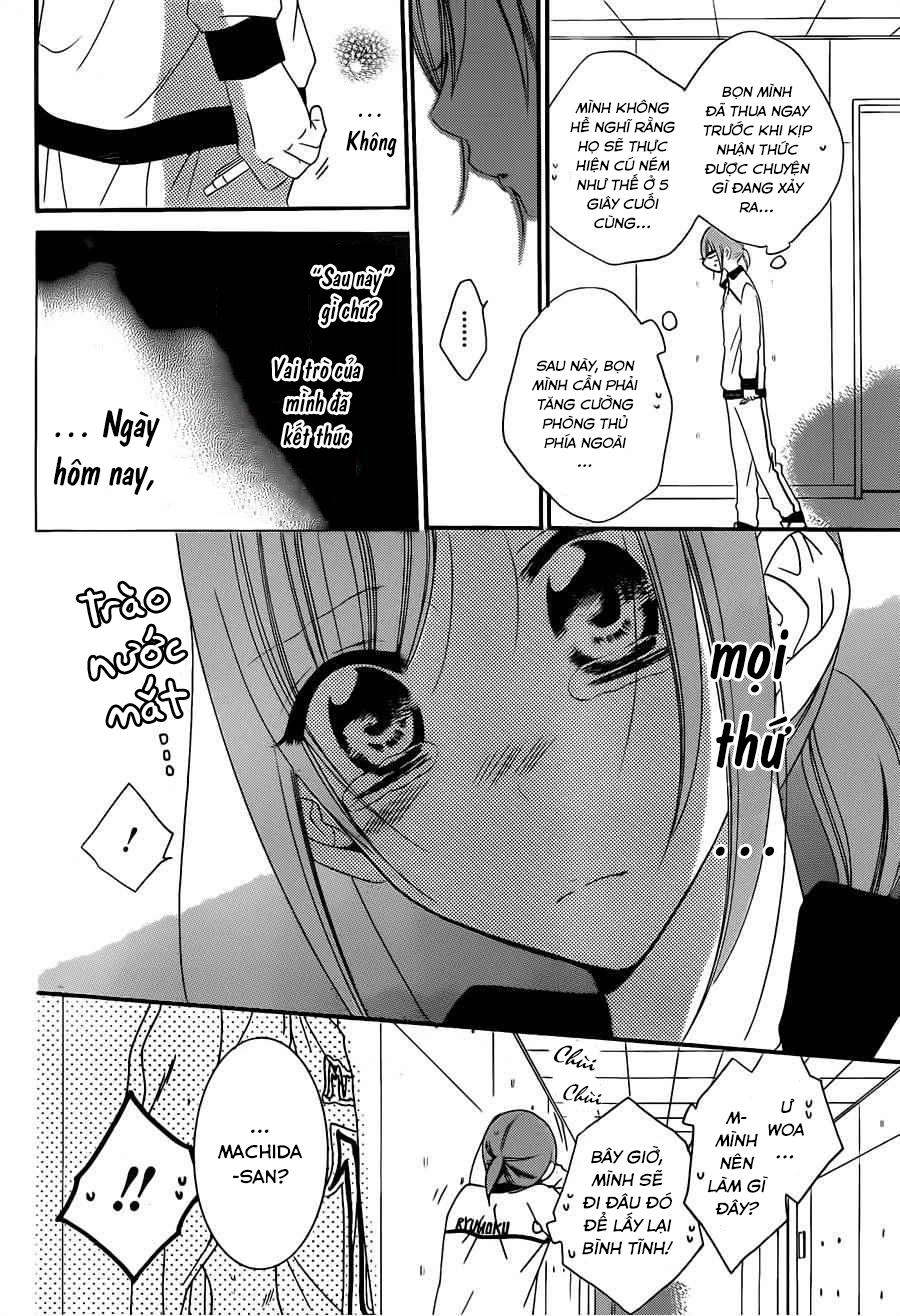 BỌN MÌNH
ĐÃ THUA NGAY
TRƯỚC KHI KỊP
NHẬN THỨC
ĐƯỢC CHUYỆN
GÌ ĐANG XẢY
RA...
MÌNH KHÔNG
HỀ NGHĨ RẰNG
HỌ SẼ THỰC
HIỆN CÚ NÉM
NHƯ THẾ Ở 5
GIÂY CUỐI
CÙNG...
SAU NÀY, BỌN
MÌNH CẦN PHẢI
TĂNG CƯỜNG
PHÒNG THỦ
PHÍA NGOÀI
...
........
...
Không
"Sau này"
gì chứ?
Vai trò của
mình đã
kết thúc
... Ngày
hôm nay,
mọi
thứ
...
Trào
nước
mắt
...
!
Ư
WOA
...
M-
MÌNH
NÊN
LÀM GÌ
ĐÂY?
Chùi
Chùi
BÂY GIỜ,
MÌNH SẼ
ĐI ĐÂU ĐÓ
ĐỂ LẤY LẠI
BÌNH TĨNH!
RYUHOKU
...
MACHIDA
-SAN?
!!